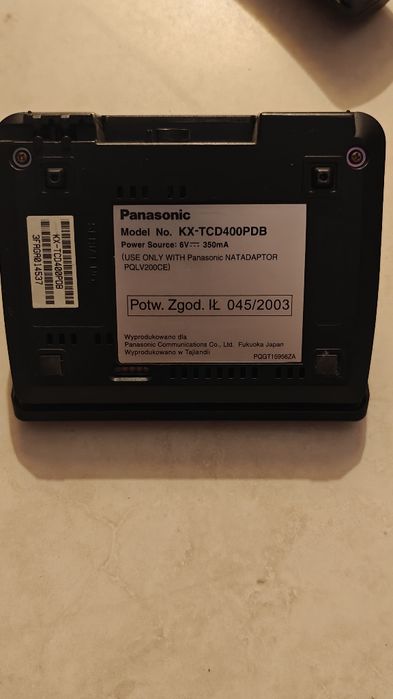 Panasonic
Model No. KX-TCD400PDB
Power Source: 6V⎓ 350mA
(USE ONLY WITH Panasonic NATADAPTOR
PQLV200CE)
Potw. Zgod. IŁ 045/2003
Wyprodukowano dla
Panasonic Communications Co., Ltd. Fukuoka Japan
Wyprodukowano w Tajlandii
PQGT15956ZA
KX-TCD400PDB
3FAQA014537